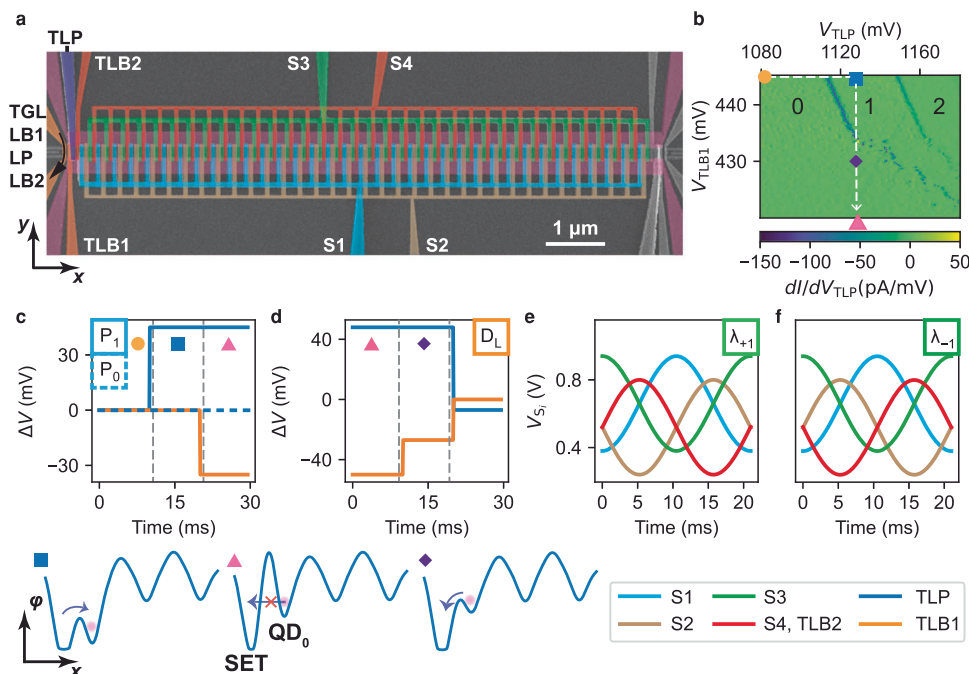 a
TLP
TLB2
S3
S4
TGL
LB1
LP
LB2
y
x
TLB1
S1
S2
1 μm
b
V_TLP (mV)
1080 1120 1160
V_TLB1 (mV)
440
430
0 1 2
−150 −100 −50 0 50
dI/dV_TLP(pA/mV)
c
P₁
P₀
ΔV (mV)
30
0
−30
0 15 30
Time (ms)
d
D_L
ΔV (mV)
40
0
−40
0 15 30
Time (ms)
e
λ₊₁
V_Sᵢ (V)
0.8
0.4
0 5 10 15 20
Time (ms)
f
λ₋₁
0 5 10 15 20
Time (ms)
φ
x
SET
QD₀
S1 S3 TLP
S2 S4, TLB2 TLB1